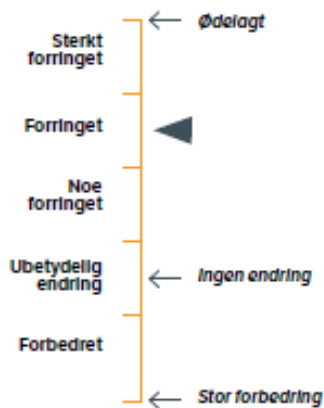 Ødelagt
Sterkt
forringet
Forringet
Noe
forringet
Ubetydelig
endring
Ingen endring
Forbedret
Stor forbedring